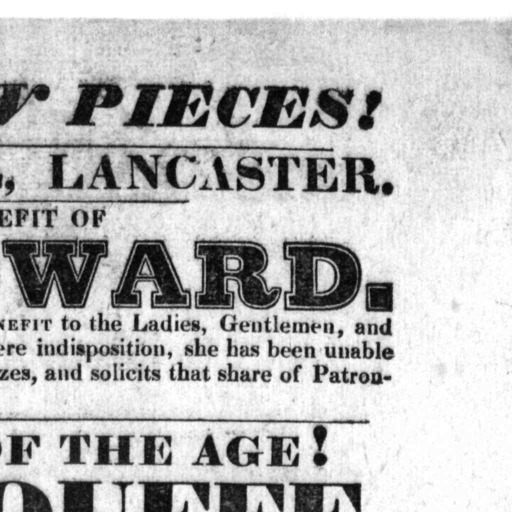 PIECES!
LANCASTER.
EFIT OF
WARD.
NEFIT to the Ladies, Gentlemen, and
ere indisposition, she has been unable
zes, and solicits that share of Patron-
OF THE AGE!